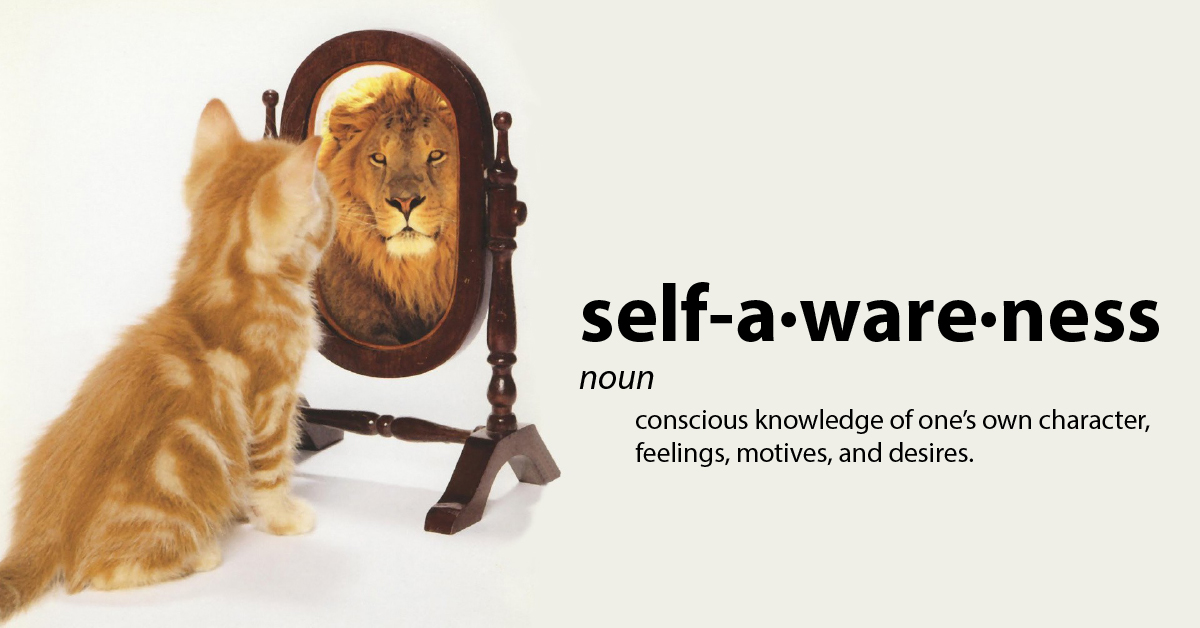 self-a•ware•ness
noun
conscious knowledge of one’s own character,
feelings, motives, and desires.